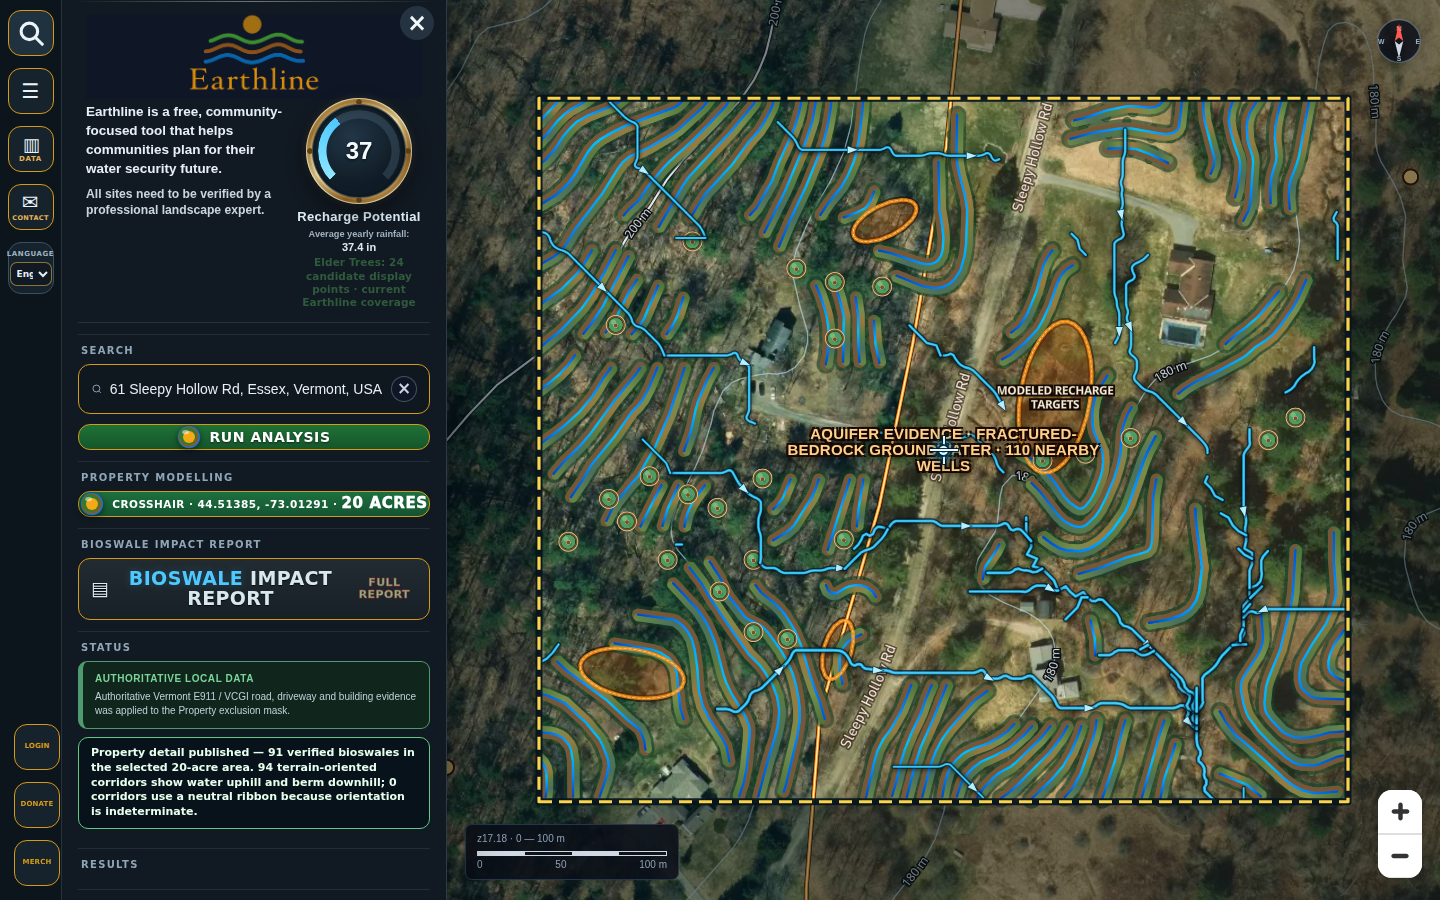 Earthline
Earthline is a free, community-
focused tool that helps
communities plan for their
water security future.
All sites need to be verified by a
professional landscape expert.
37
Recharge Potential
Average yearly rainfall:
37.4 in
Elder Trees: 24
candidate display
points · current
Earthline coverage
DATA
CONTACT
LANGUAGE
Eng
SEARCH
61 Sleepy Hollow Rd, Essex, Vermont, USA
RUN ANALYSIS
PROPERTY MODELLING
CROSSHAIR · 44.51385, -73.01291 · 20 ACRES
BIOSWALE IMPACT REPORT
BIOSWALE IMPACT
REPORT
FULL
REPORT
STATUS
AUTHORITATIVE LOCAL DATA
Authoritative Vermont E911 / VCGI road, driveway and building evidence
was applied to the Property exclusion mask.
Property detail published — 91 verified bioswales in
the selected 20-acre area. 94 terrain-oriented
corridors show water uphill and berm downhill; 0
corridors use a neutral ribbon because orientation
is indeterminate.
RESULTS
LOGIN
DONATE
MERCH
200 m
180 m
W
E
S
Sleepy Hollow Rd
200 m
180 m
180 m
MODELED RECHARGE
TARGETS
ollow Rd
AQUIFER EVIDENCE · FRACTURED-
BEDROCK GROUNDWATER · 110 NEARBY
WELLS
S
18
180 m
180 m
Sleepy Hollow Rd
180 m
z17.18 · 0 — 100 m
0
50
100 m